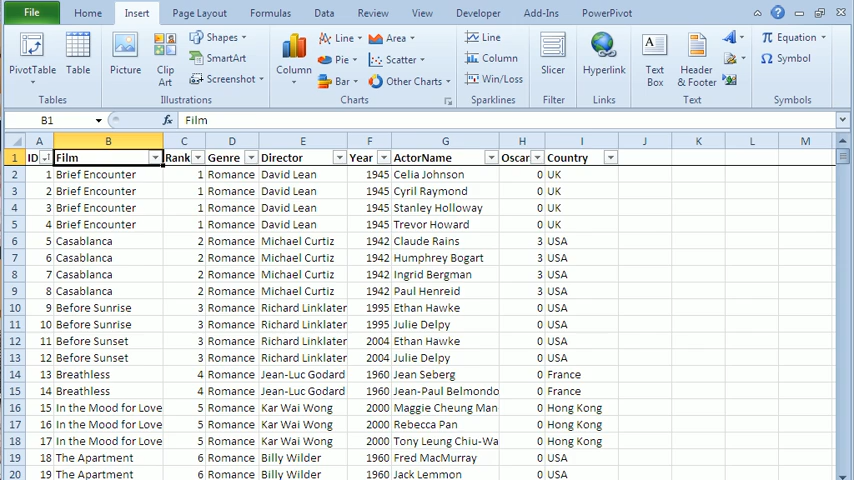 File Home Insert Page Layout Formulas Data Review View Developer Add-Ins PowerPivot
PivotTable Table Picture Clip Art Shapes SmartArt Screenshot Column Line Pie Bar Area Scatter Other Charts Line Column Win/Loss Slicer Hyperlink Text Box Header & Footer Equation Symbol
Tables Illustrations Charts Sparklines Filter Links Text Symbols
B1 fx Film
A B C D E F G H I J K L M
1 ID Film Rank Genre Director Year ActorName Oscar Country
2 1 Brief Encounter 1 Romance David Lean 1945 Celia Johnson 0 UK
3 2 Brief Encounter 1 Romance David Lean 1945 Cyril Raymond 0 UK
4 3 Brief Encounter 1 Romance David Lean 1945 Stanley Holloway 0 UK
5 4 Brief Encounter 1 Romance David Lean 1945 Trevor Howard 0 UK
6 5 Casablanca 2 Romance Michael Curtiz 1942 Claude Rains 3 USA
7 6 Casablanca 2 Romance Michael Curtiz 1942 Humphrey Bogart 3 USA
8 7 Casablanca 2 Romance Michael Curtiz 1942 Ingrid Bergman 3 USA
9 8 Casablanca 2 Romance Michael Curtiz 1942 Paul Henreid 3 USA
10 9 Before Sunrise 3 Romance Richard Linklater 1995 Ethan Hawke 0 USA
11 10 Before Sunrise 3 Romance Richard Linklater 1995 Julie Delpy 0 USA
12 11 Before Sunset 3 Romance Richard Linklater 2004 Ethan Hawke 0 USA
13 12 Before Sunset 3 Romance Richard Linklater 2004 Julie Delpy 0 USA
14 13 Breathless 4 Romance Jean-Luc Godard 1960 Jean Seberg 0 France
15 14 Breathless 4 Romance Jean-Luc Godard 1960 Jean-Paul Belmondo 0 France
16 15 In the Mood for Love 5 Romance Kar Wai Wong 2000 Maggie Cheung Man 0 Hong Kong
17 16 In the Mood for Love 5 Romance Kar Wai Wong 2000 Rebecca Pan 0 Hong Kong
18 17 In the Mood for Love 5 Romance Kar Wai Wong 2000 Tony Leung Chiu-Wa 0 Hong Kong
19 18 The Apartment 6 Romance Billy Wilder 1960 Fred MacMurray 0 USA
20 19 The Apartment 6 Romance Billy Wilder 1960 Jack Lemmon 0 USA